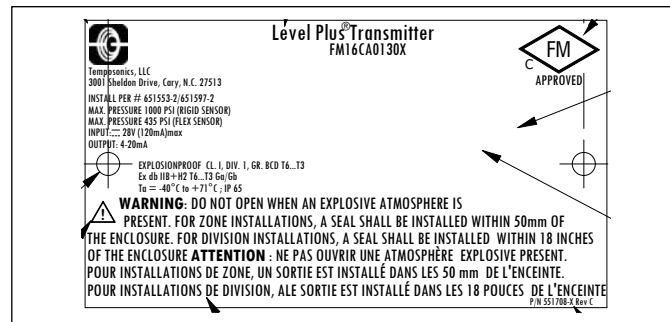 Level Plus® Transmitter
FM16CA0130X
FM
C
APPROVED
Temposonics, LLC
3001 Sheldon Drive, Cary, N.C. 27513
INSTALL PER # 651553-2/651597-2
MAX. PRESSURE 1000 PSI (RIGID SENSOR)
MAX. PRESSURE 435 PSI (FLEX SENSOR)
INPUT: ⎓ 28V (120mA)max
OUTPUT: 4-20mA
EXPLOSIONPROOF CL. I, DIV. 1, GR. BCD T6...T3
Ex db IIB+H2 T6...T3 Ga/Gb
Ta = -40°C to +71°C ; IP 65
WARNING: DO NOT OPEN WHEN AN EXPLOSIVE ATMOSPHERE IS
PRESENT. FOR ZONE INSTALLATIONS, A SEAL SHALL BE INSTALLED WITHIN 50mm OF
THE ENCLOSURE. FOR DIVISION INSTALLATIONS, A SEAL SHALL BE INSTALLED WITHIN 18 INCHES
OF THE ENCLOSURE ATTENTION : NE PAS OUVRIR UNE ATMOSPHÈRE EXPLOSIVE PRESENT.
POUR INSTALLATIONS DE ZONE, UN SORTIE EST INSTALLÉ DANS LES 50 mm DE L'ENCEINTE.
POUR INSTALLATIONS DE DIVISION, ALE SORTIE EST INSTALLÉ DANS LES 18 POUCES DE L'ENCEINTE
P/N 551708-X Rev C